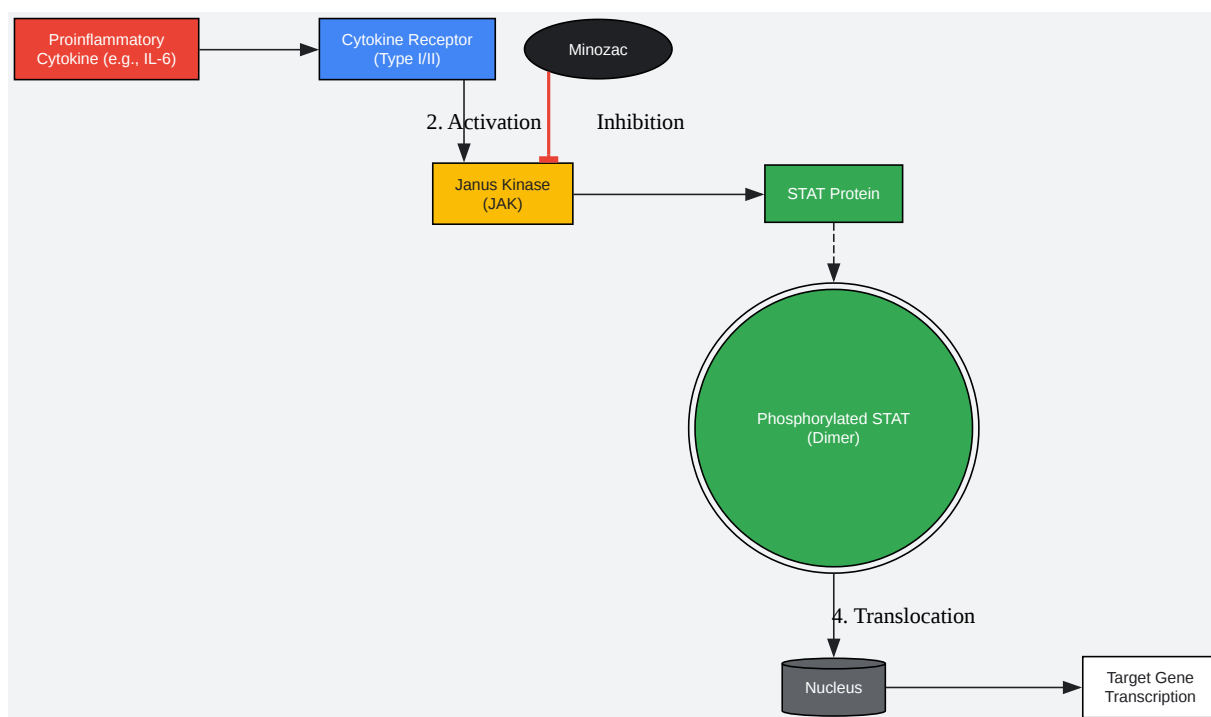 Proinflammatory
Cytokine (e.g., IL-6)
Cytokine Receptor
(Type I/II)
Minozac
2. Activation
Inhibition
Janus Kinase
(JAK)
STAT Protein
Phosphorylated STAT
(Dimer)
4. Translocation
Nucleus
Target Gene
Transcription